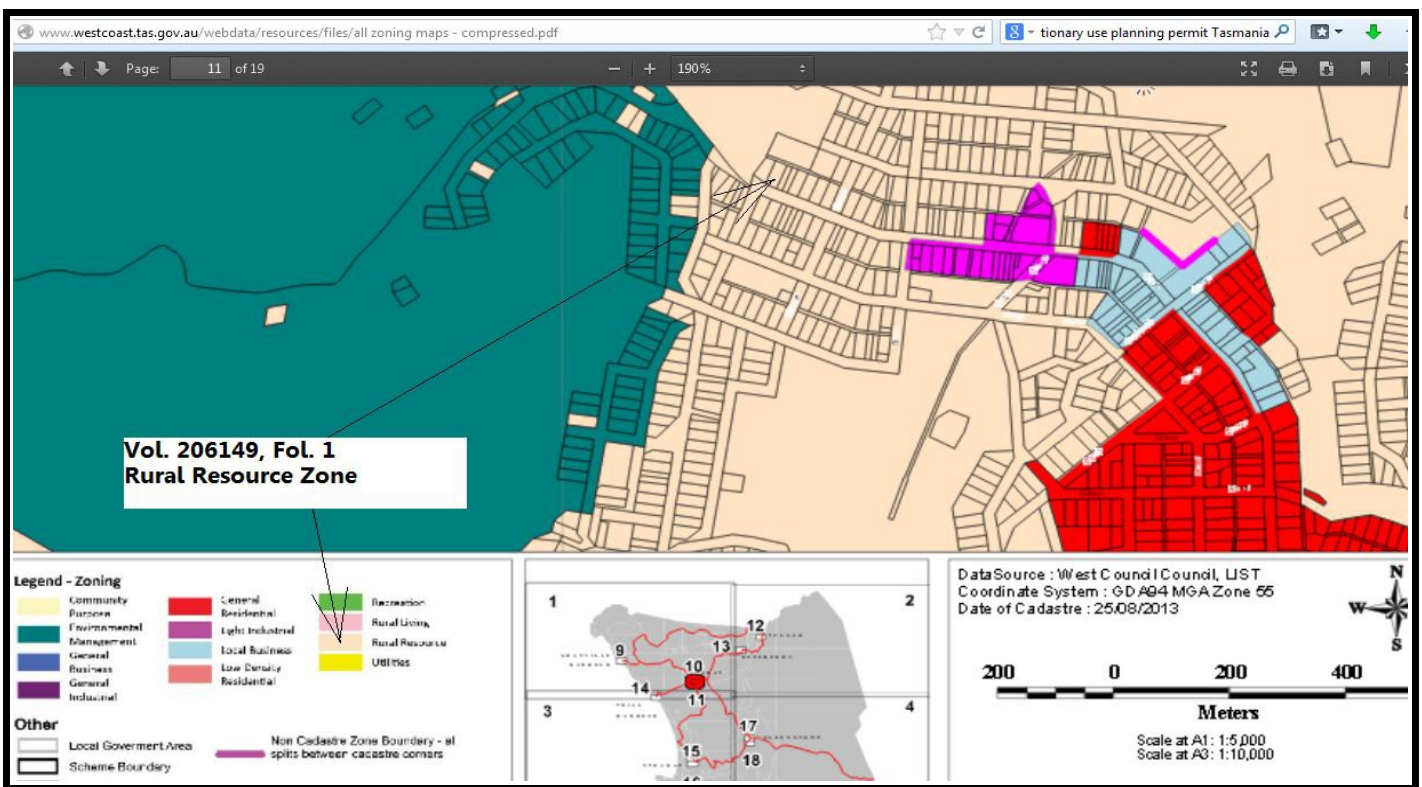 www.westcoast.tas.gov.au/webdata/resources/files/all zoning maps - compressed.pdf
8 tionary use planning permit Tasmania
Page: 11 of 19
190%
Vol. 206149, Fol. 1
Rural Resource Zone
Legend - Zoning
Community
Purpose
Environmental
Management
General
Business
General
Industrial
General
Residential
Light Industrial
Local Business
Low Density
Residential
Recreation
Rural Living
Rural Resource
Utilities
Other
Local Goverment Area
Scheme Boundary
Non Cadastre Zone Boundary - al
splits between cadastre corners
1
2
12
13
9
10
14
11
3
4
17
15
18
16
DataSource : West Council Council, LIST
Coordinate System : GDA94 MGA Zone 55
Date of Cadastre : 25/08/2013
N
W
S
200 0 200 400
Meters
Scale at A1: 1:5,000
Scale at A3: 1:10,000